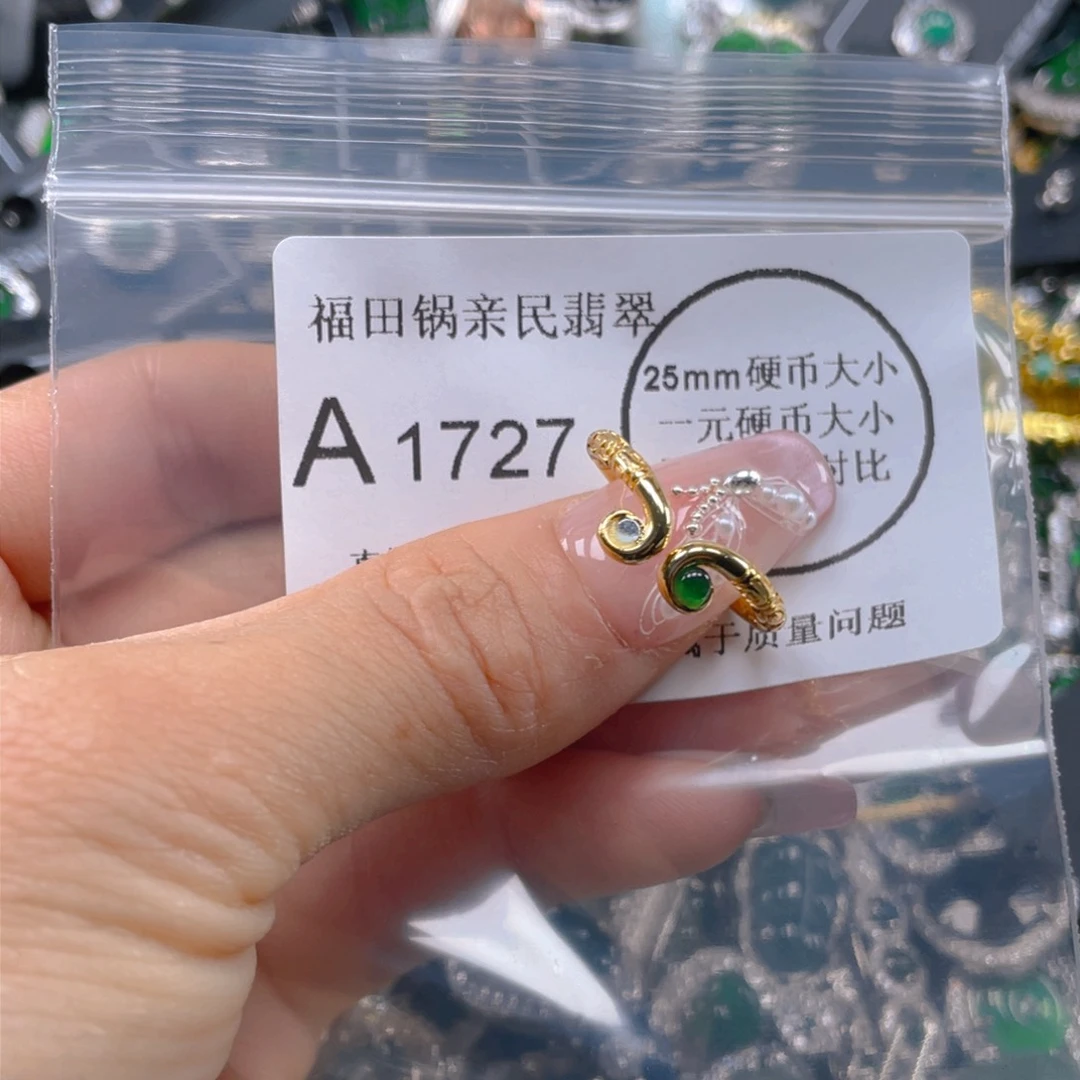 福田锅亲民翡翠
25mm硬币大小
一元硬币大小
对比
A 1727
于质量问题